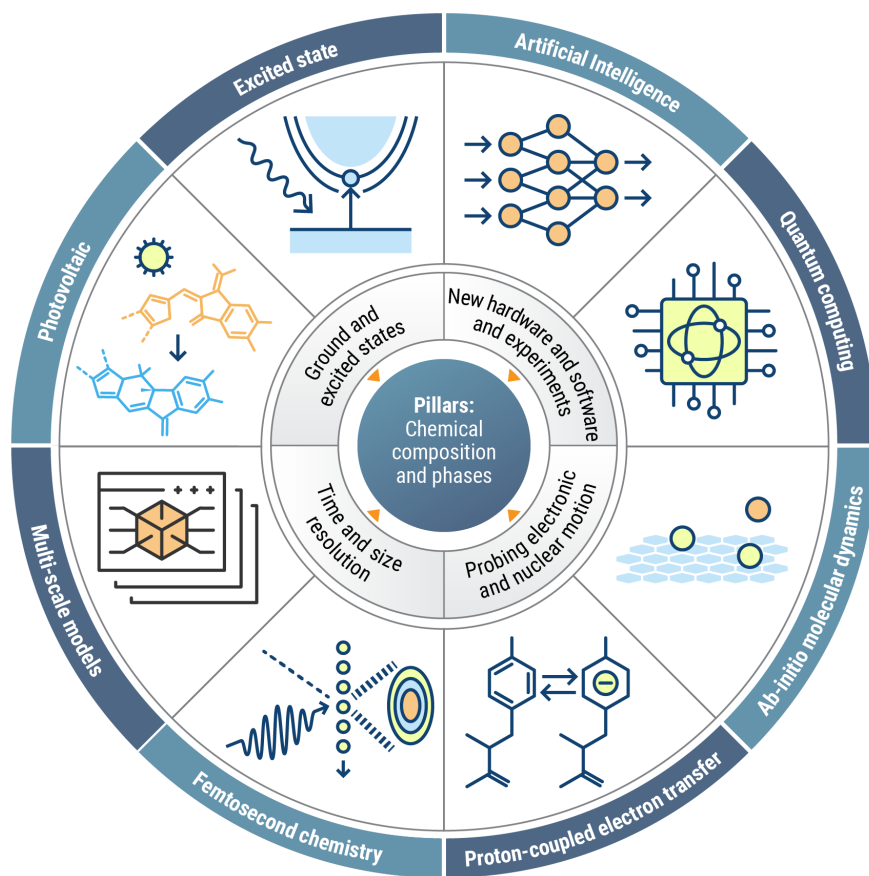 Excited state
Artificial Intelligence
Photovoltaic
Quantum computing
Ground and
excited states
New hardware and software
and experiments
Pillars:
Chemical
composition
and phases
Time and size
resolution
Probing electronic
and nuclear motion
Multi-scale models
Ab-initio molecular dynamics
Femtosecond chemistry
Proton-coupled electron transfer